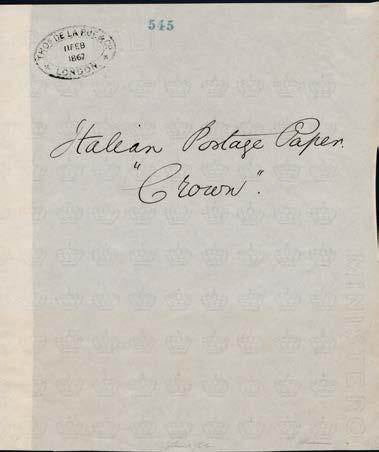 545
THOS DE LA RUE & CO
11 FEB
1867
LONDON
Italian Postage Paper.
"Crown".
MINISTERO